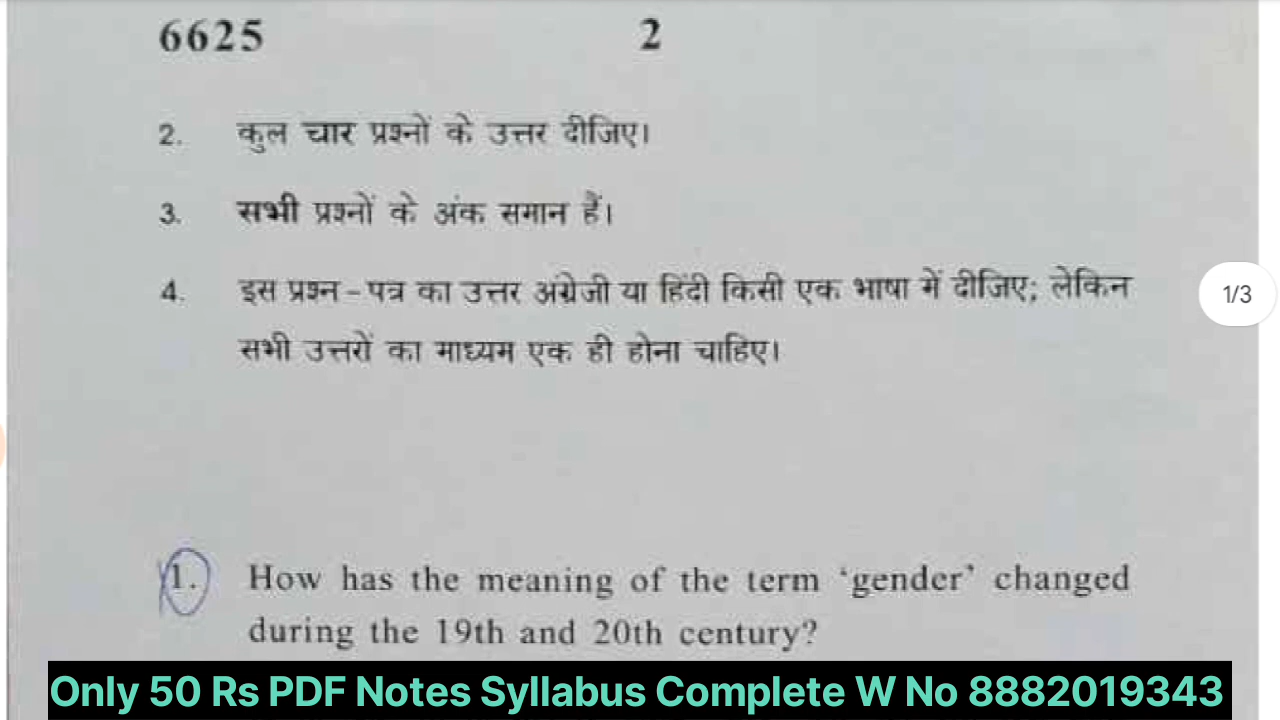 6625 2
2. कुल चार प्रश्नों के उत्तर दीजिए।
3. सभी प्रश्नों के अंक समान हैं।
4. इस प्रश्न-पत्र का उत्तर अंग्रेजी या हिंदी किसी एक भाषा में दीजिए; लेकिन
सभी उत्तरों का माध्यम एक ही होना चाहिए।
1/3
1. How has the meaning of the term ‘gender’ changed
during the 19th and 20th century?
Only 50 Rs PDF Notes Syllabus Complete W No 8882019343